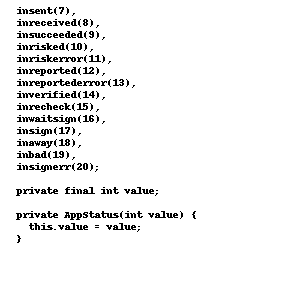 insent(7),
inreceived(8),
insucceeded(9),
inrisked(10),
inriskerror(11),
inreported(12),
inreportederror(13),
inverified(14),
inrecheck(15),
inwaitsign(16),
insign(17),
inaway(18),
inbad(19),
insignerr(20);
private final int value;
private AppStatus(int value) {
this.value = value;
}